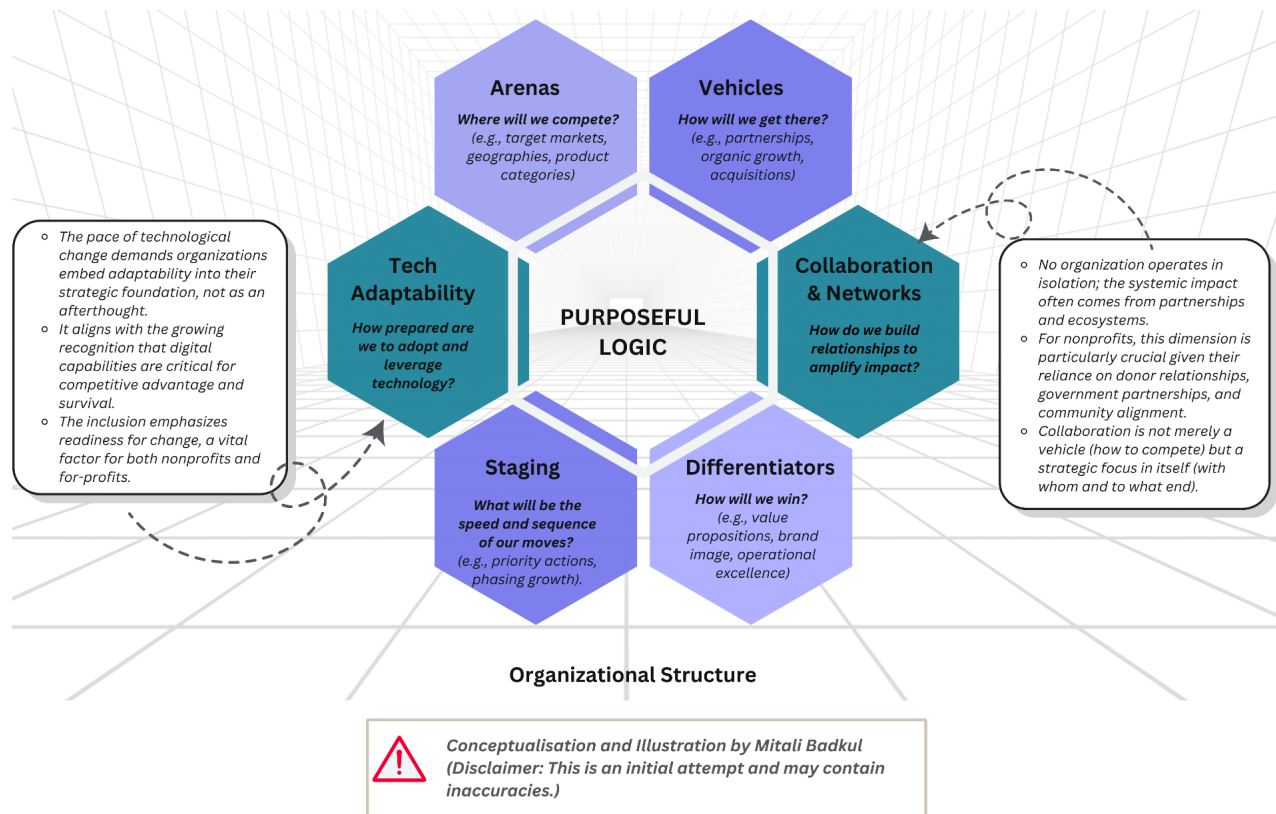 Arenas
Where will we compete?
(e.g., target markets,
geographies, product
categories)
Vehicles
How will we get there?
(e.g., partnerships,
organic growth,
acquisitions)
○ The pace of technological
change demands organizations
embed adaptability into their
strategic foundation, not as an
afterthought.
○ It aligns with the growing
recognition that digital
capabilities are critical for
competitive advantage and
survival.
○ The inclusion emphasizes
readiness for change, a vital
factor for both nonprofits and
for-profits.
Tech
Adaptability
How prepared are
we to adopt and
leverage
technology?
PURPOSEFUL
LOGIC
Collaboration
& Networks
How do we build
relationships to
amplify impact?
○ No organization operates in
isolation; the systemic impact
often comes from partnerships
and ecosystems.
○ For nonprofits, this dimension is
particularly crucial given their
reliance on donor relationships,
government partnerships, and
community alignment.
○ Collaboration is not merely a
vehicle (how to compete) but a
strategic focus in itself (with
whom and to what end).
Staging
What will be the
speed and sequence
of our moves?
(e.g., priority actions,
phasing growth).
Differentiators
How will we win?
(e.g., value
propositions, brand
image, operational
excellence)
Organizational Structure
Conceptualisation and Illustration by Mitali Badkul
(Disclaimer: This is an initial attempt and may contain
inaccuracies.)